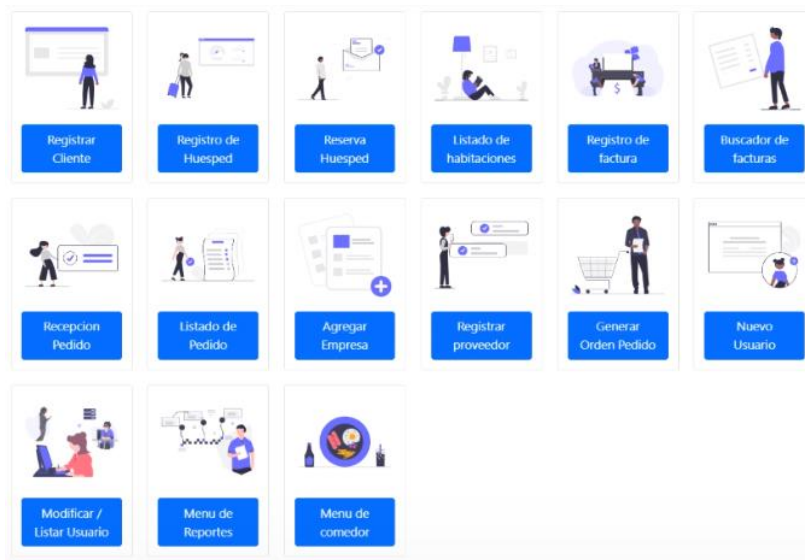 Registrar
Cliente
Registro de
Huesped
Reserva
Huesped
Listado de
habitaciones
Registro de
factura
Buscador de
facturas
Recepcion
Pedido
Listado de
Pedido
Agregar
Empresa
Registrar
proveedor
Generar
Orden Pedido
Nuevo
Usuario
Modificar /
Listar Usuario
Menu de
Reportes
Menu de
comedor